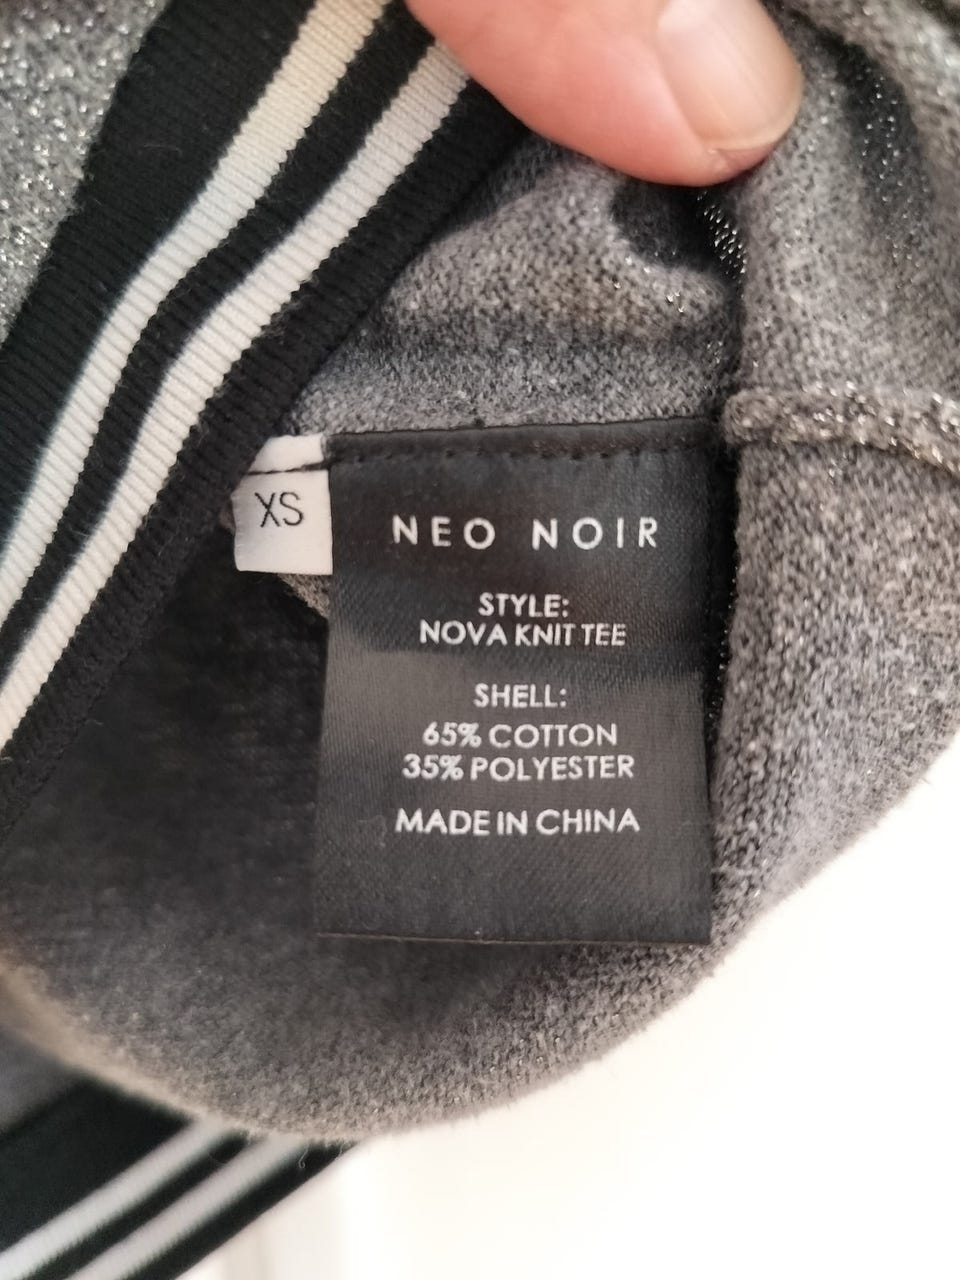 XS
NEO NOIR
STYLE:
NOVA KNIT TEE
SHELL:
65% COTTON
35% POLYESTER
MADE IN CHINA